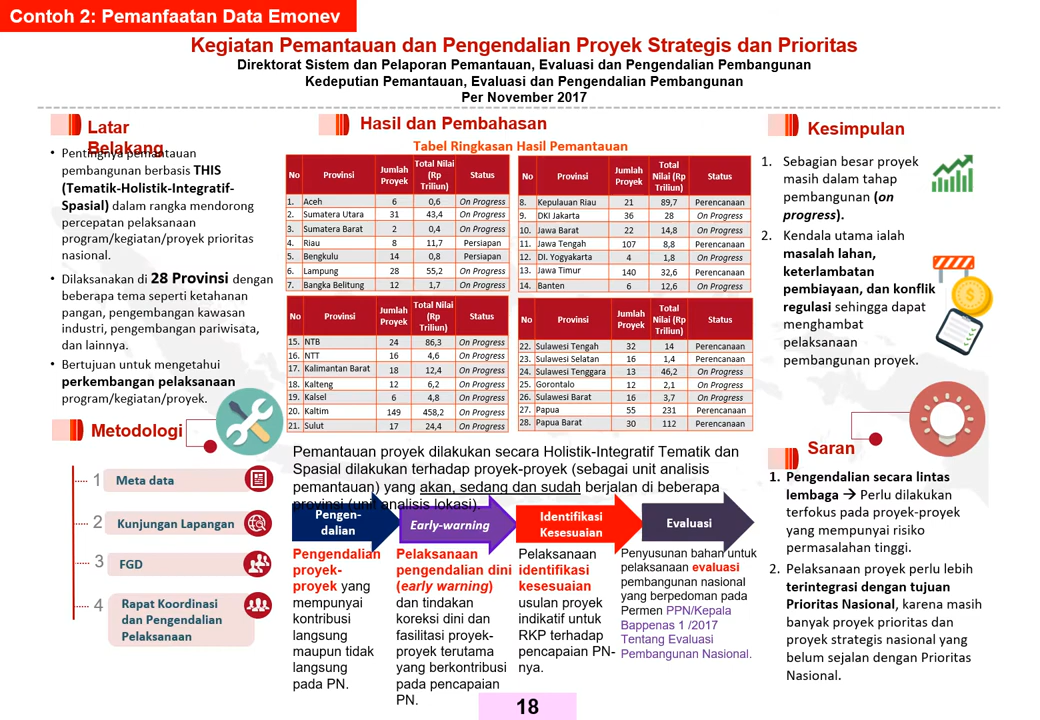 Contoh 2: Pemanfaatan Data Emonev
Kegiatan Pemantauan dan Pengendalian Proyek Strategis dan Prioritas
Direktorat Sistem dan Pelaporan Pemantauan, Evaluasi dan Pengendalian Pembangunan
Kedeputian Pemantauan, Evaluasi dan Pengendalian Pembangunan
Per November 2017
Latar
Belakang
• Pentingnya pemantauan
pembangunan berbasis THIS
(Tematik-Holistik-Integratif-
Spasial) dalam rangka mendorong
percepatan pelaksanaan
program/kegiatan/proyek prioritas
nasional.
• Dilaksanakan di 28 Provinsi dengan
beberapa tema seperti ketahanan
pangan, pengembangan kawasan
industri, pengembangan pariwisata,
dan lainnya.
• Bertujuan untuk mengetahui
perkembangan pelaksanaan
program/kegiatan/proyek.
Metodologi
1 Meta data
2 Kunjungan Lapangan
3 FGD
4 Rapat Koordinasi
dan Pengendalian
Pelaksanaan
Hasil dan Pembahasan
Tabel Ringkasan Hasil Pemantauan
No Provinsi Jumlah Proyek Total Nilai (Rp Triliun) Status
1. Aceh 6 0,6 On Progress
2. Sumatera Utara 31 43,4 On Progress
3. Sumatera Barat 2 0,4 On Progress
4. Riau 8 11,7 Persiapan
5. Bengkulu 14 0,8 Persiapan
6. Lampung 28 55,2 On Progress
7. Bangka Belitung 12 1,7 On Progress
No Provinsi Jumlah Proyek Total Nilai (Rp Triliun) Status
8. Kepulauan Riau 21 89,7 Perencanaan
9. DKI Jakarta 36 28 On Progress
10. Jawa Barat 22 14,8 On Progress
11. Jawa Tengah 107 8,8 Perencanaan
12. DI. Yogyakarta 4 1,8 On Progress
13. Jawa Timur 140 32,6 Perencanaan
14. Banten 6 12,6 On Progress
No Provinsi Jumlah Proyek Total Nilai (Rp Triliun) Status
15. NTB 24 86,3 On Progress
16. NTT 16 4,6 On Progress
17. Kalimantan Barat 18 12,4 On Progress
18. Kalteng 12 6,2 On Progress
19. Kalsel 6 4,8 On Progress
20. Kaltim 149 458,2 On Progress
21. Sulut 17 24,4 On Progress
No Provinsi Jumlah Proyek Total Nilai (Rp Triliun) Status
22. Sulawesi Tengah 32 14 Perencanaan
23. Sulawesi Selatan 16 1,4 Perencanaan
24. Sulawesi Tenggara 13 46,2 On Progress
25. Gorontalo 12 2,1 On Progress
26. Sulawesi Barat 16 3,7 On Progress
27. Papua 55 231 Perencanaan
28. Papua Barat 30 112 Perencanaan
Pemantauan proyek dilakukan secara Holistik-Integratif Tematik dan
Spasial dilakukan terhadap proyek-proyek (sebagai unit analisis
pemantauan) yang akan, sedang dan sudah berjalan di beberapa
provinsi (unit analisis lokasi).
Pengen-
dalian
Early-warning
Identifikasi
Kesesuaian
Evaluasi
Pengendalian
proyek-
proyek yang
mempunyai
kontribusi
langsung
maupun tidak
langsung
pada PN.
Pelaksanaan
pengendalian dini
(early warning)
dan tindakan
koreksi dini dan
fasilitasi proyek-
proyek terutama
yang berkontribusi
pada pencapaian
PN.
Pelaksanaan
identifikasi
kesesuaian
usulan proyek
indikatif untuk
RKP terhadap
pencapaian PN-
nya.
Penyusunan bahan untuk
pelaksanaan evaluasi
pembangunan nasional
yang berpedoman pada
Permen PPN/Kepala
Bappenas 1 /2017
Tentang Evaluasi
Pembangunan Nasional.
Kesimpulan
1. Sebagian besar proyek
masih dalam tahap
pembangunan (on
progress).
2. Kendala utama ialah
masalah lahan,
keterlambatan
pembiayaan, dan konflik
regulasi sehingga dapat
menghambat
pelaksanaan
pembangunan proyek.
Saran
1. Pengendalian secara lintas
lembaga → Perlu dilakukan
terfokus pada proyek-proyek
yang mempunyai risiko
permasalahan tinggi.
2. Pelaksanaan proyek perlu lebih
terintegrasi dengan tujuan
Prioritas Nasional, karena masih
banyak proyek prioritas dan
proyek strategis nasional yang
belum sejalan dengan Prioritas
Nasional.
18